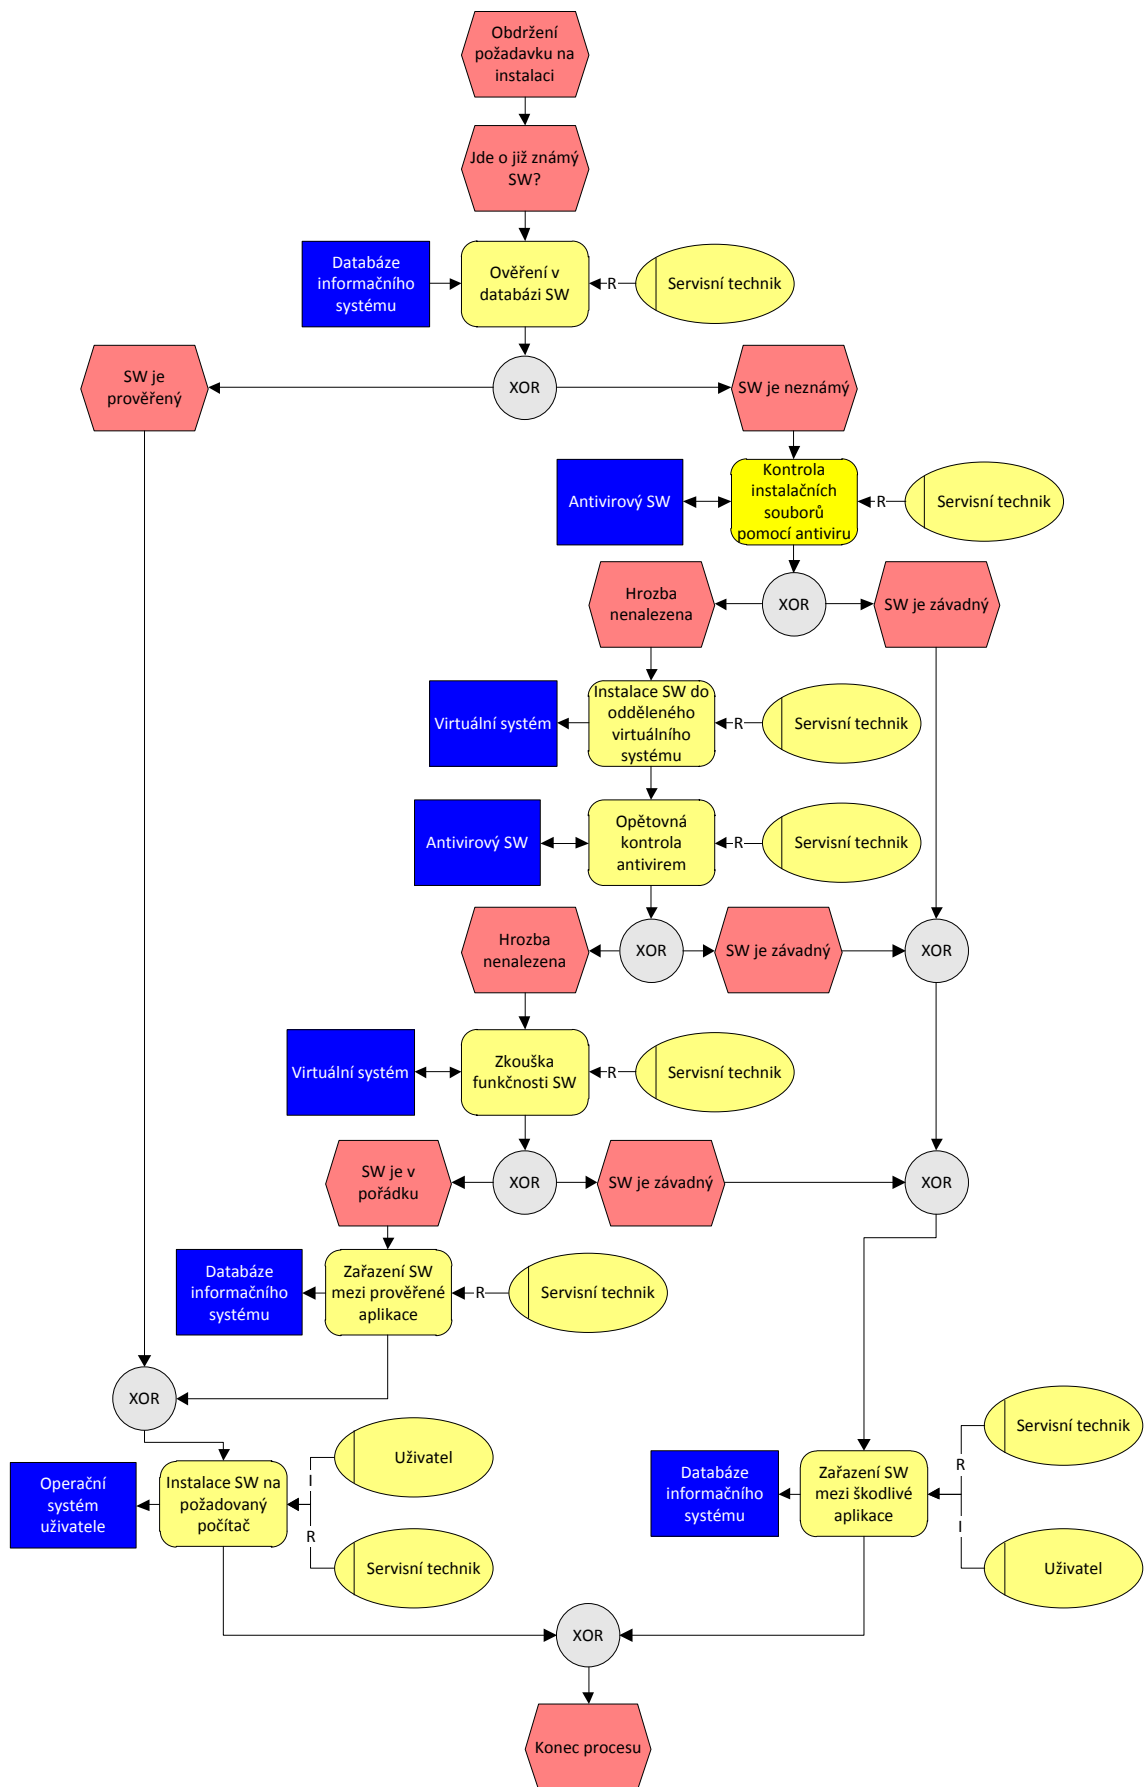 Obdržení
požadavku na
instalaci
Jde o již známý
SW?
Databáze
informačního
systému
Ověření v
databázi SW
R
Servisní technik
SW je
prověřený
XOR
SW je neznámý
Antivirový SW
Kontrola
instalačních
souborů
pomocí antiviru
R
Servisní technik
Hrozba
nenalezena
XOR
SW je závadný
Virtuální systém
Instalace SW do
odděleného
virtuálního
systému
R
Servisní technik
Antivirový SW
Opětovná
kontrola
antivirem
R
Servisní technik
Hrozba
nenalezena
XOR
SW je závadný
XOR
Virtuální systém
Zkouška
funkčnosti SW
R
Servisní technik
SW je v
pořádku
XOR
SW je závadný
XOR
Databáze
informačního
systému
Zařazení SW
mezi prověřené
aplikace
R
Servisní technik
XOR
Operační
systém
uživatele
Instalace SW na
požadovaný
počítač
I
R
Uživatel
Servisní technik
Databáze
informačního
systému
Zařazení SW
mezi škodlivé
aplikace
R
I
Servisní technik
Uživatel
XOR
Konec procesu